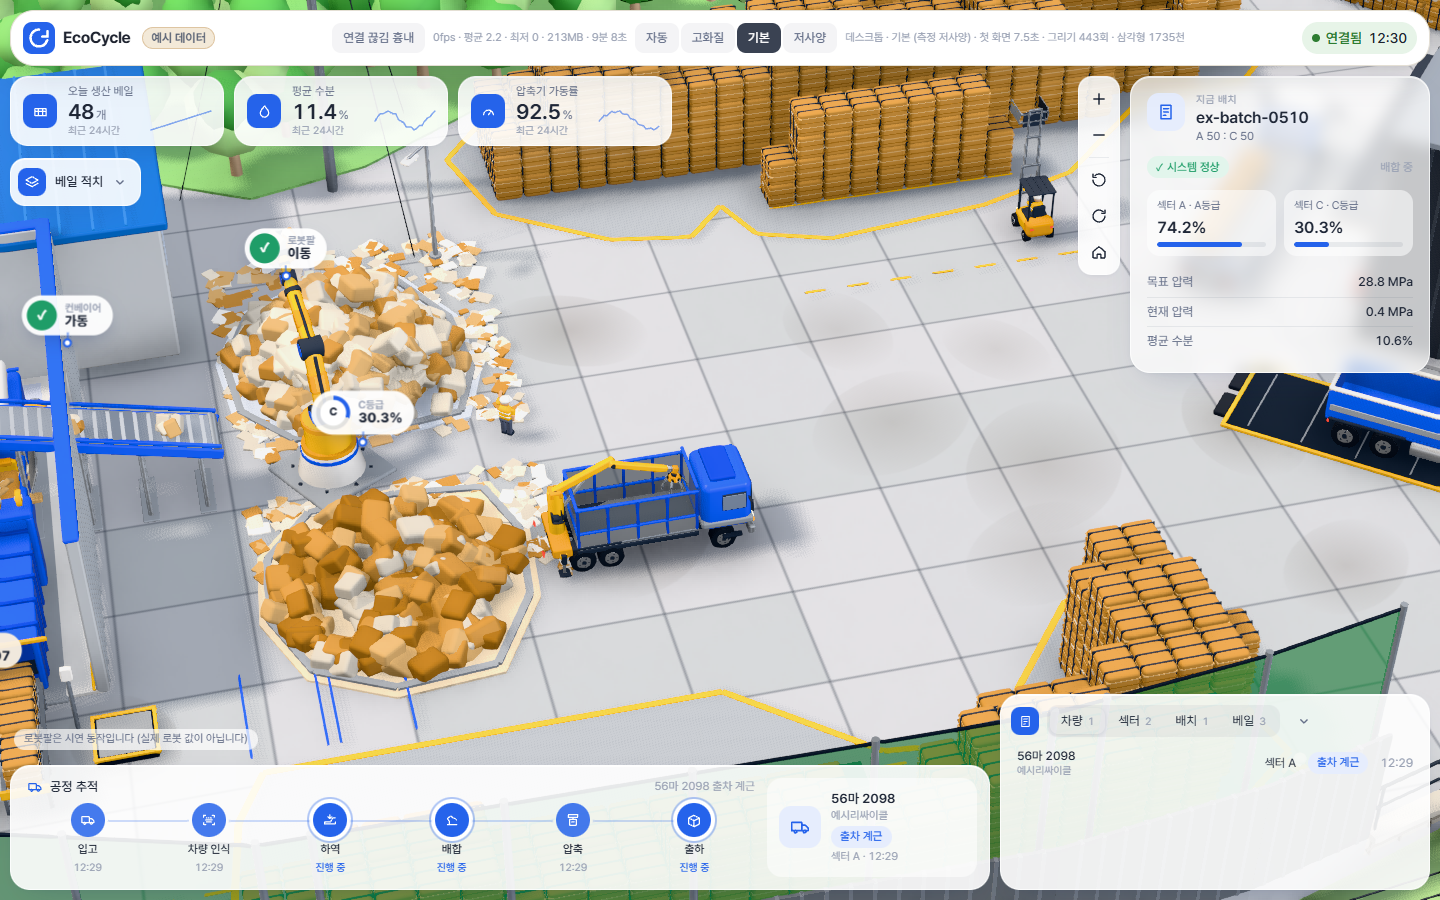 EcoCycle 예시 데이터
연결 끊김 흉내 0fps · 평균 2.2 · 최저 0 · 213MB · 9분 8초 자동 고화질 기본 저사양 데스크톱 · 기본 (측정 저사양) · 첫 화면 7.5초 · 그리기 443회 · 삼각형 1735천
연결됨 12:30
오늘 생산 베일
48개
최근 24시간
평균 수분
11.4%
최근 24시간
압축기 가동률
92.5%
최근 24시간
베일 적치
지금 배치
ex-batch-0510
A 50 : C 50
✓ 시스템 정상 배합 중
섹터 A · A등급
74.2%
섹터 C · C등급
30.3%
목표 압력 28.8 MPa
현재 압력 0.4 MPa
평균 수분 10.6%
로봇팔
이동
컨베이어
가동
C
C등급
30.3%
로봇팔은 시연 동작입니다 (실제 로봇 값이 아닙니다)
공정 추적 56마 2098 출차 계근
입고
12:29
차량 인식
12:29
하역
진행 중
배합
진행 중
압축
12:29
출하
진행 중
56마 2098
예시리싸이클
출차 계근
섹터 A · 12:29
차량 1 섹터 2 배치 1 베일 3
56마 2098
예시리싸이클
섹터 A 출차 계근 12:29